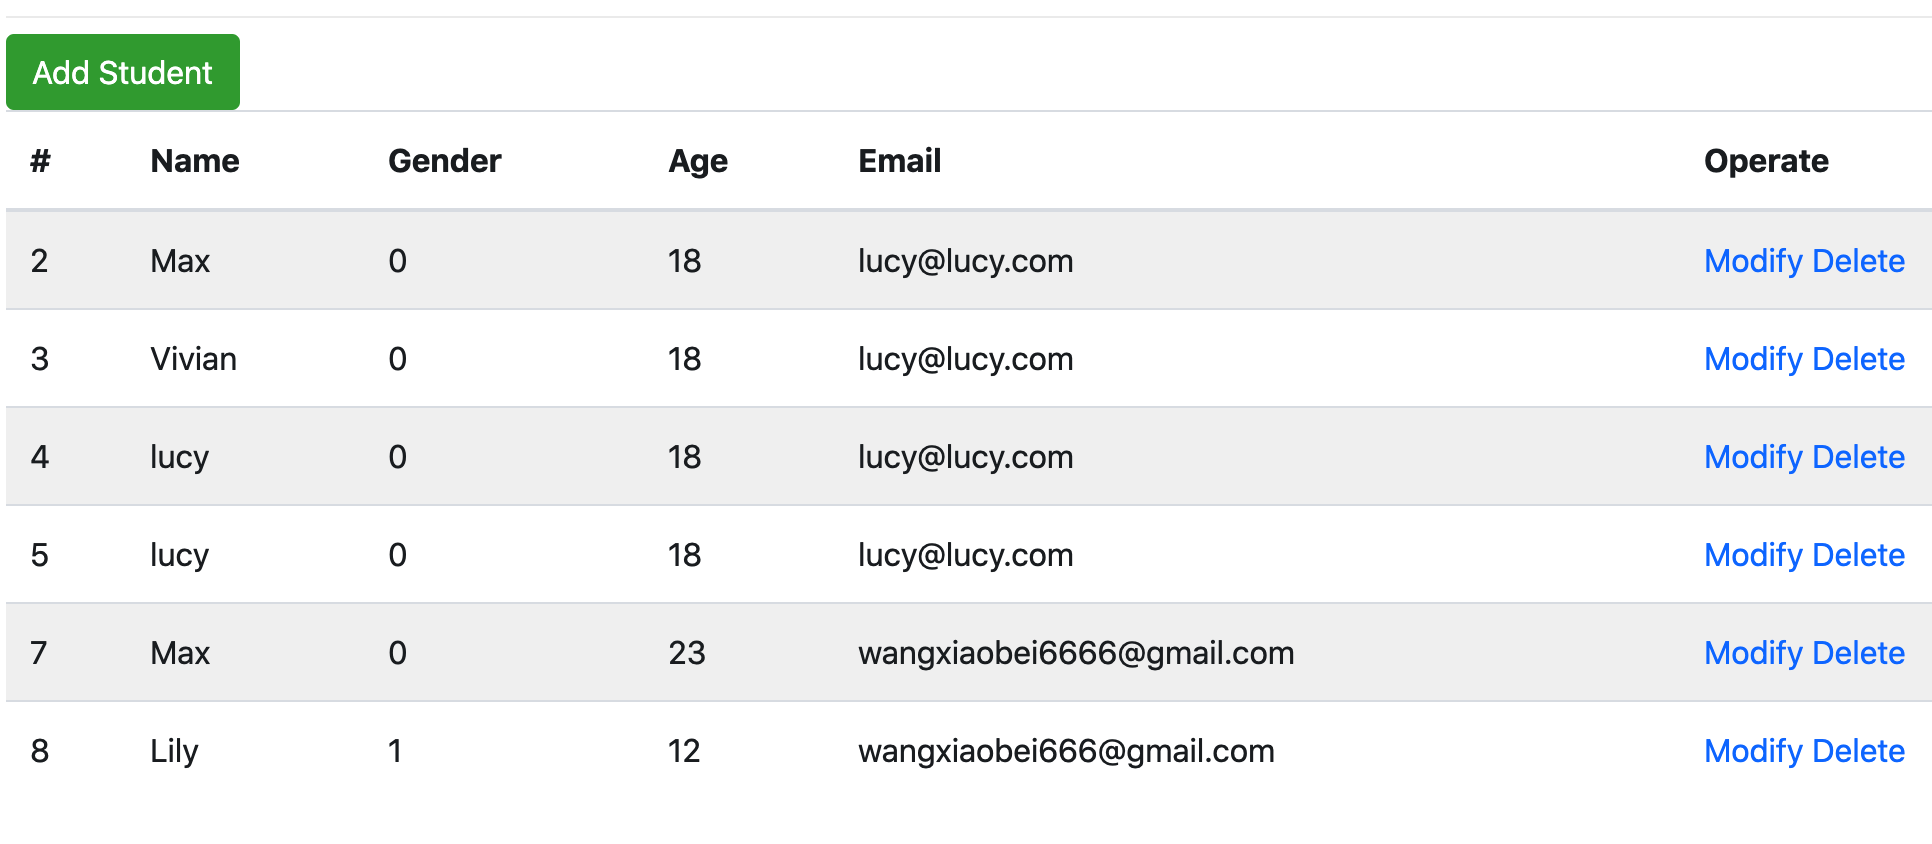 Add Student
# Name Gender Age Email Operate
2 Max 0 18 lucy@lucy.com Modify Delete
3 Vivian 0 18 lucy@lucy.com Modify Delete
4 lucy 0 18 lucy@lucy.com Modify Delete
5 lucy 0 18 lucy@lucy.com Modify Delete
7 Max 0 23 wangxiaobei6666@gmail.com Modify Delete
8 Lily 1 12 wangxiaobei666@gmail.com Modify Delete